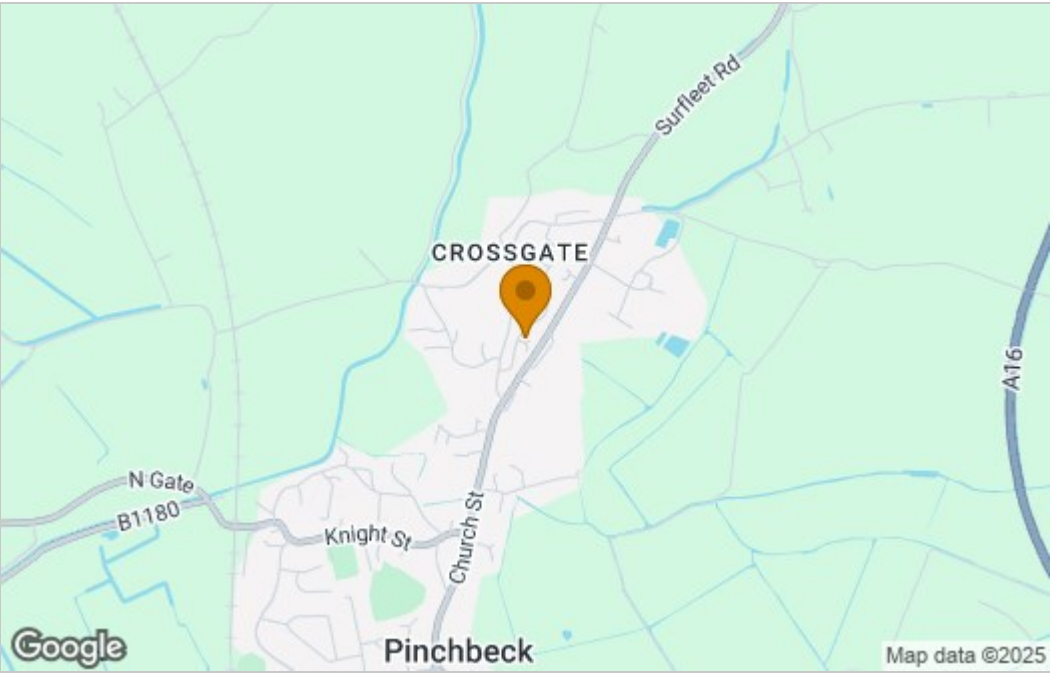 Surfleet Rd
CROSSGATE
A16
N Gate
B1180
Knight St
Church St
Pinchbeck
Google
Map data ©2025